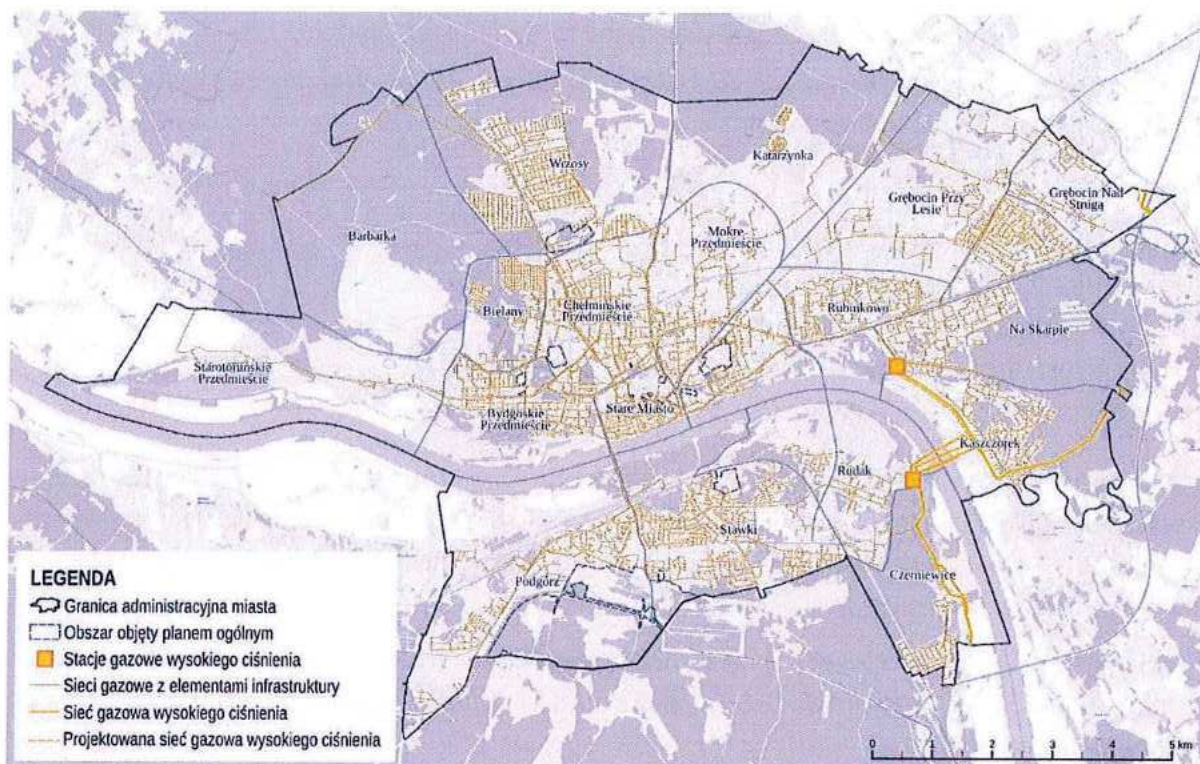 Wrzosy
Katarzynka
Grębocin Przy
Lesie
Grębocin Nad
Strugą
Barbarka
Mokre
Przedmieście
Chełmińskie
Przedmieście
Bielany
Rubinkowo
Na Skarpie
Starotoruńskie
Przedmieście
Bydgoskie
Przedmieście
Stare Miasto
Kaszczorek
Rudak
Stawki
Podgórz
Czerniewice
LEGENDA
Granica administracyjna miasta
Obszar objęty planem ogólnym
Stacje gazowe wysokiego ciśnienia
Sieci gazowe z elementami infrastruktury
Sieć gazowa wysokiego ciśnienia
Projektowana sieć gazowa wysokiego ciśnienia
0 1 2 3 4 5 km